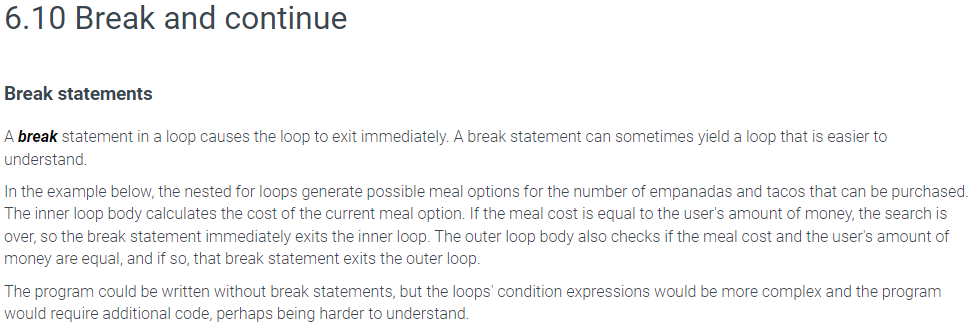 6.10 Break and continue
Break statements
A break statement in a loop causes the loop to exit immediately. A break statement can sometimes yield a loop that is easier to
understand.
In the example below, the nested for loops generate possible meal options for the number of empanadas and tacos that can be purchased.
The inner loop body calculates the cost of the current meal option. If the meal cost is equal to the user's amount of money, the search is
over, so the break statement immediately exits the inner loop. The outer loop body also checks if the meal cost and the user's amount of
money are equal, and if so, that break statement exits the outer loop.
The program could be written without break statements, but the loops' condition expressions would be more complex and the program
would require additional code, perhaps being harder to understand.